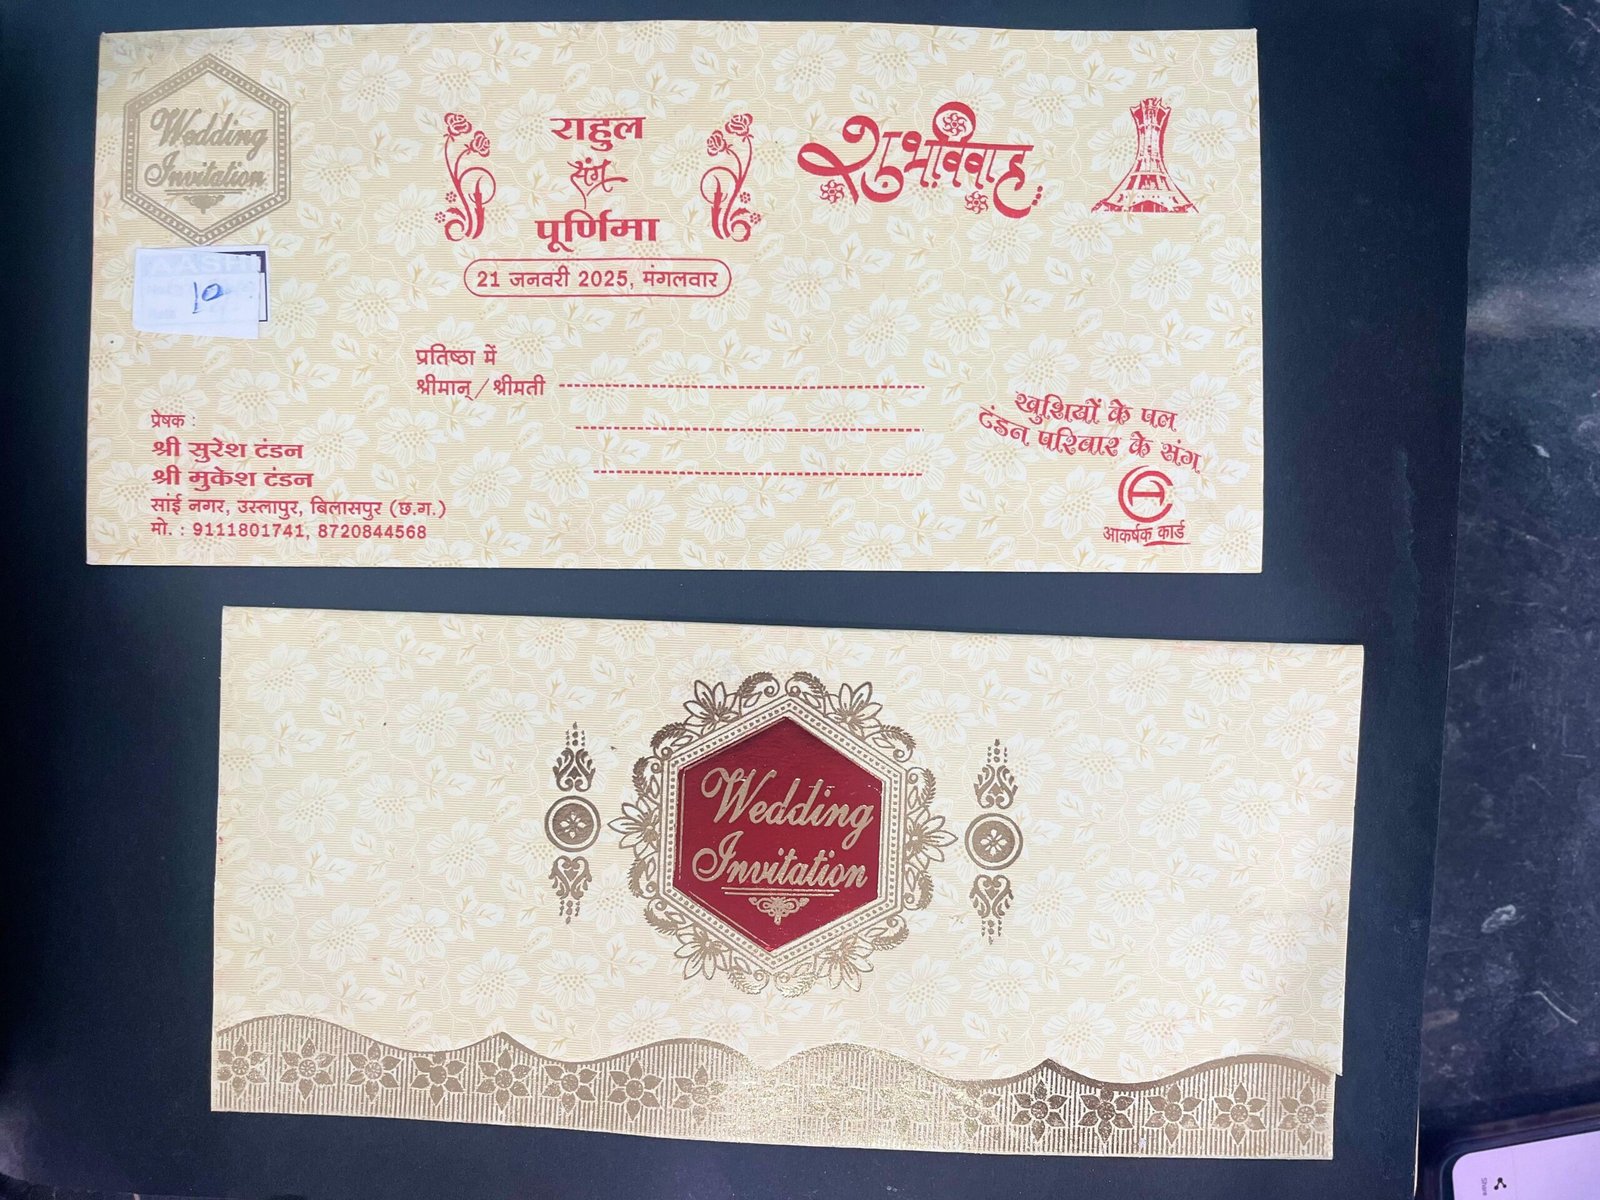 Wedding
Invitation
10
राहुल
संग
पूर्णिमा
21 जनवरी 2025, मंगलवार
शुभविवाह
प्रतिष्ठा में
श्रीमान् / श्रीमती
प्रेषक :
श्री सुरेश टंडन
श्री मुकेश टंडन
सांई नगर, उस्लापुर, बिलासपुर (छ.ग.)
मो. : 9111801741, 8720844568
खुशियों के पल
टंडन परिवार के संग
आकर्षक कार्ड
Wedding
Invitation